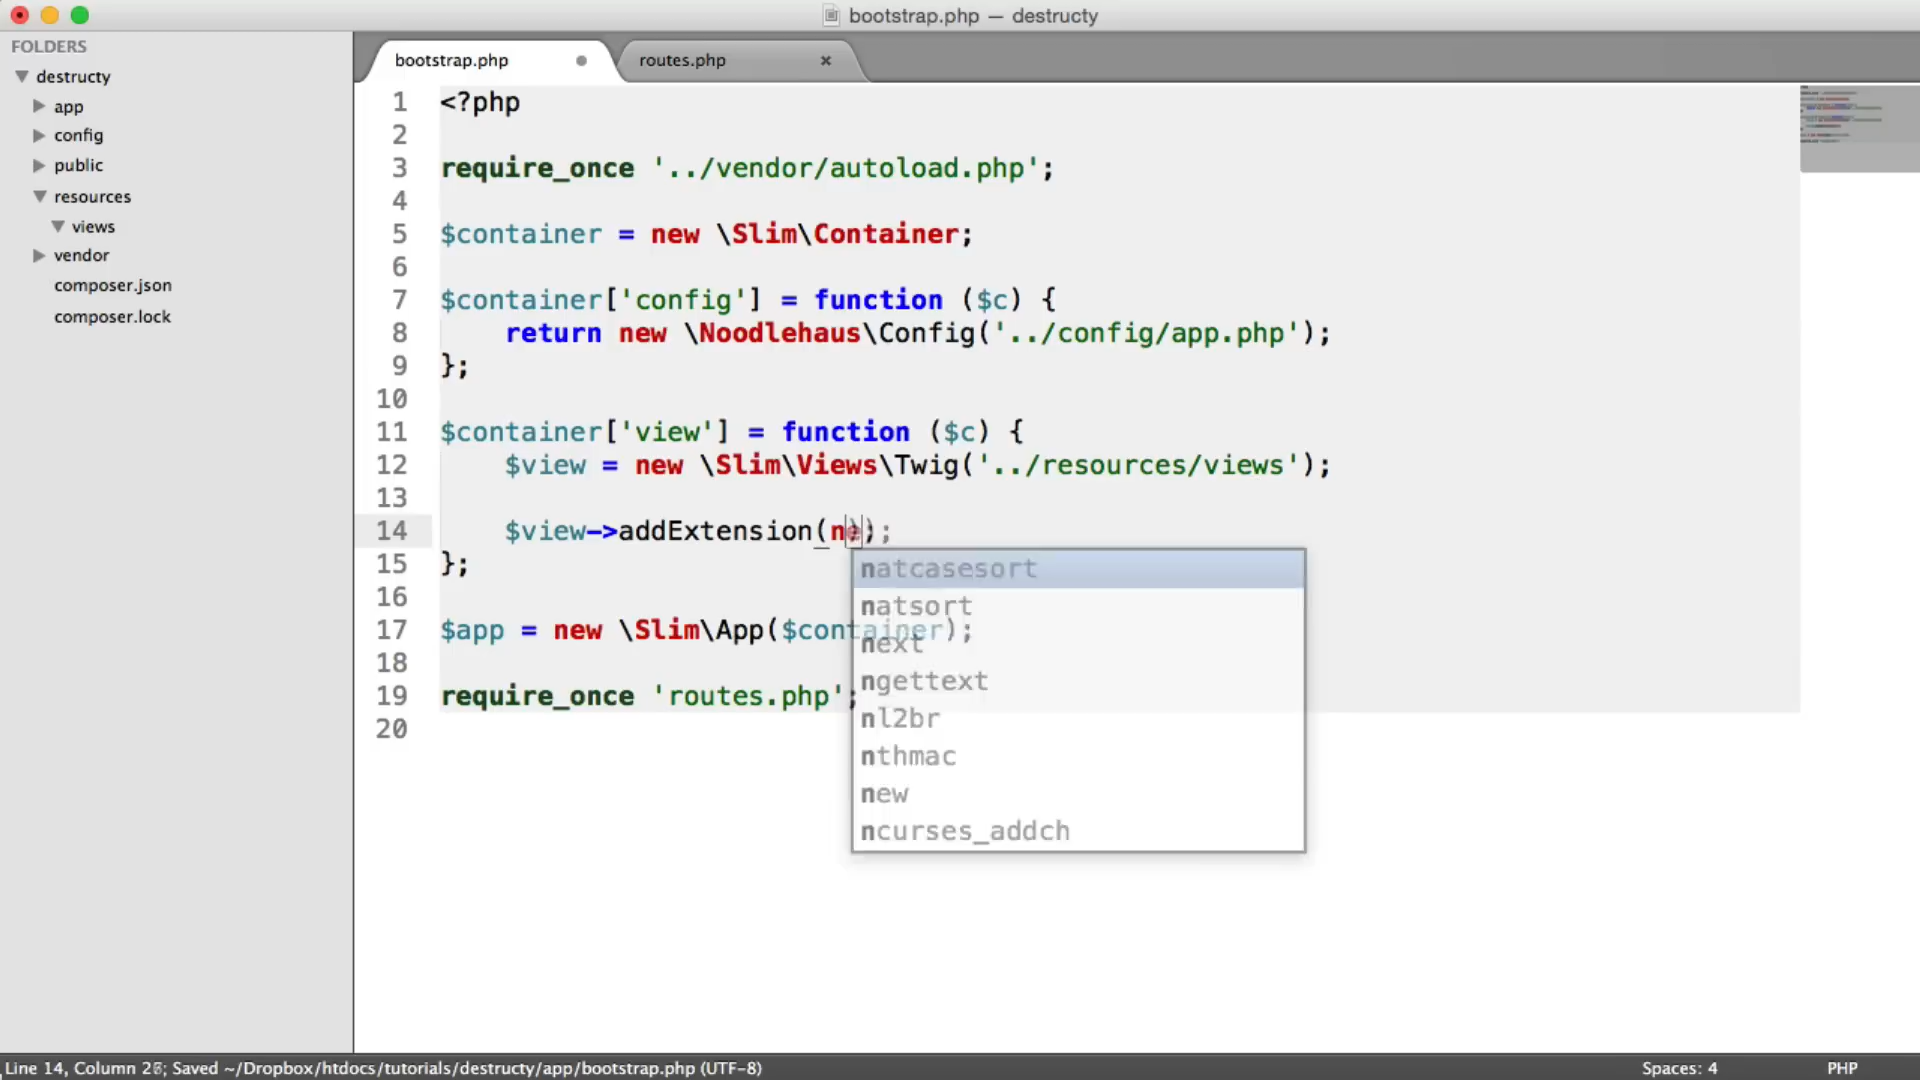 bootstrap.php — destructy
FOLDERS
destructy
app
config
public
resources
views
vendor
composer.json
composer.lock
bootstrap.php
routes.php ×
1 <?php
2
3 require_once '../vendor/autoload.php';
4
5 $container = new \Slim\Container;
6
7 $container['config'] = function ($c) {
8 return new \Noodlehaus\Config('../config/app.php');
9 };
10
11 $container['view'] = function ($c) {
12 $view = new \Slim\Views\Twig('../resources/views');
13
14 $view->addExtension(ne);
15 };
16
17 $app = new \Slim\App($container);
18
19 require_once 'routes.php';
20
natcasesort
natsort
next
ngettext
nl2br
nthmac
new
ncurses_addch
Line 14, Column Saved ~/Dropbox/htdocs/tutorials/destructy/app/bootstrap.php (UTF-8)
Spaces: 4
PHP